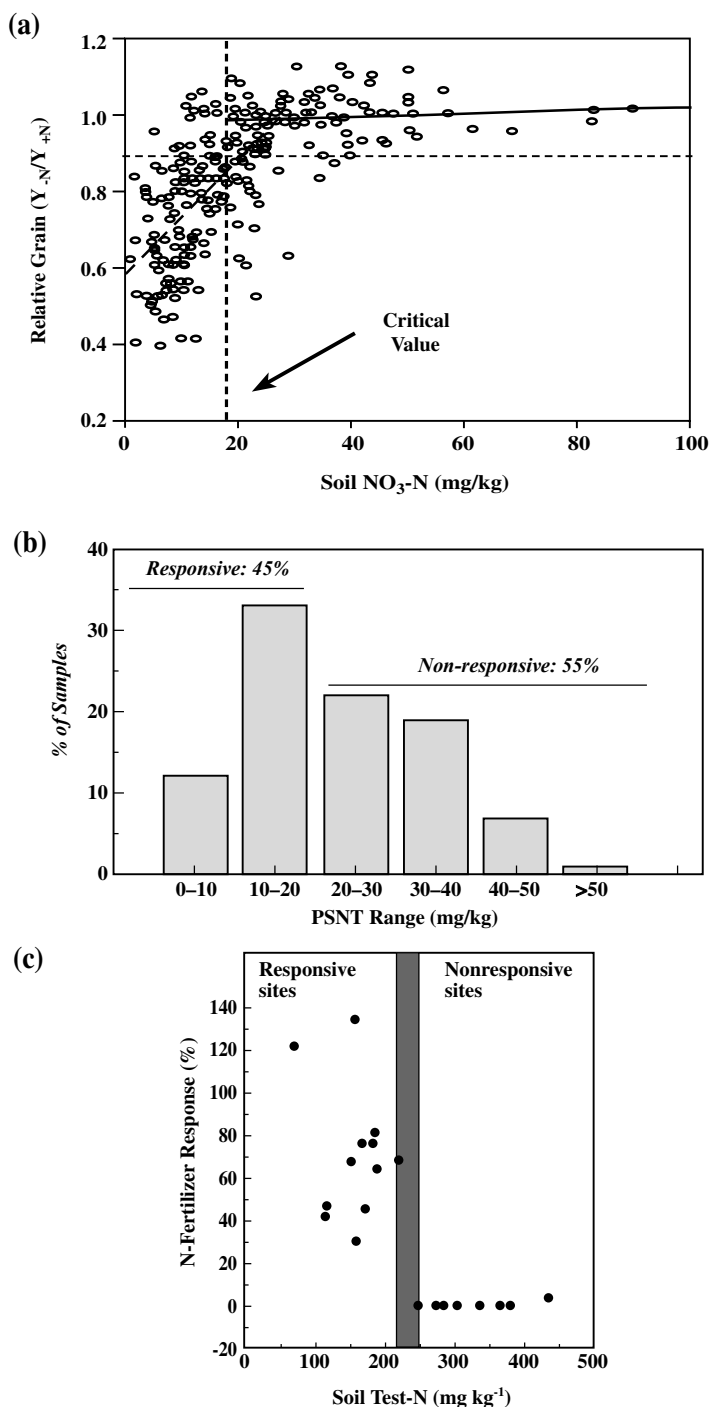 (a)
1.2
1.0
0.8
0.6
0.4
0.2
Relative Grain (Y-N/Y+N)
Critical
Value
0 20 40 60 80 100
Soil NO3-N (mg/kg)
(b)
40
30
20
10
0
% of Samples
Responsive: 45%
Non-responsive: 55%
0–10 10–20 20–30 30–40 40–50 >50
PSNT Range (mg/kg)
(c)
Responsive
sites
Nonresponsive
sites
140
120
100
80
60
40
20
0
-20
N-Fertilizer Response (%)
0 100 200 300 400 500
Soil Test-N (mg kg-1)